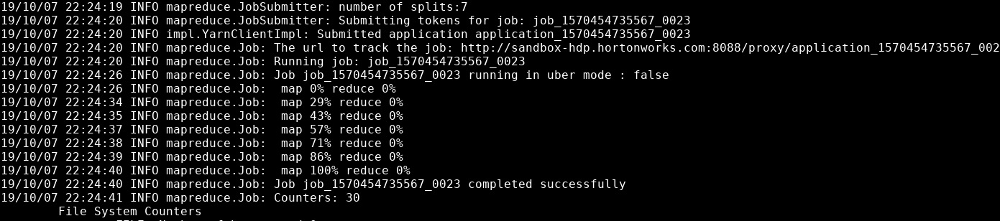 19/10/07 22:24:19 INFO mapreduce.JobSubmitter: number of splits:7
19/10/07 22:24:20 INFO mapreduce.JobSubmitter: Submitting tokens for job: job_1570454735567_0023
19/10/07 22:24:20 INFO impl.YarnClientImpl: Submitted application application_1570454735567_0023
19/10/07 22:24:20 INFO mapreduce.Job: The url to track the job: http://sandbox-hdp.hortonworks.com:8088/proxy/application_1570454735567_002
19/10/07 22:24:20 INFO mapreduce.Job: Running job: job_1570454735567_0023
19/10/07 22:24:26 INFO mapreduce.Job: Job job_1570454735567_0023 running in uber mode : false
19/10/07 22:24:26 INFO mapreduce.Job:  map 0% reduce 0%
19/10/07 22:24:34 INFO mapreduce.Job:  map 29% reduce 0%
19/10/07 22:24:35 INFO mapreduce.Job:  map 43% reduce 0%
19/10/07 22:24:37 INFO mapreduce.Job:  map 57% reduce 0%
19/10/07 22:24:38 INFO mapreduce.Job:  map 71% reduce 0%
19/10/07 22:24:39 INFO mapreduce.Job:  map 86% reduce 0%
19/10/07 22:24:40 INFO mapreduce.Job:  map 100% reduce 0%
19/10/07 22:24:40 INFO mapreduce.Job: Job job_1570454735567_0023 completed successfully
19/10/07 22:24:41 INFO mapreduce.Job: Counters: 30
File System Counters